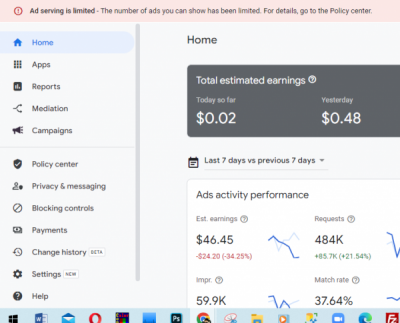 Ad serving is limited - The number of ads you can show has been limited. For details, go to the Policy center.
Home
Apps
Reports
Mediation
Campaigns
Policy center
Privacy & messaging
Blocking controls
Payments
Change history BETA
Settings NEW
Help
Home
Total estimated earnings
Today so far Yesterday
$0.02 $0.48
Last 7 days vs previous 7 days
Ads activity performance
Est. earnings Requests
$46.45 484K
-$24.20 (-34.25%) +85.7K (+21.54%)
Impr. Match rate
59.9K 37.64%